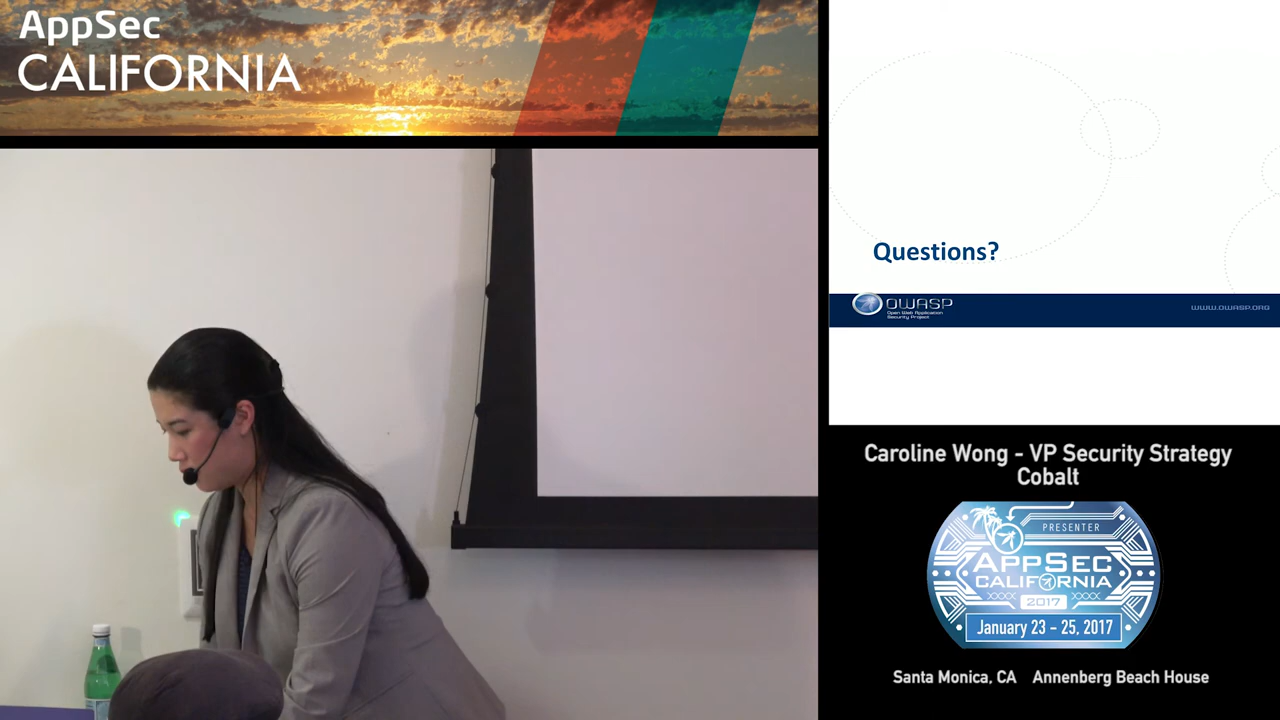 AppSec
CALIFORNIA
Questions?
OWASP
Open Web Application
Security Project
WWW.OWASP.ORG
Caroline Wong - VP Security Strategy
Cobalt
PRESENTER
APPSEC
CALIFORNIA
2017
January 23 - 25, 2017
Santa Monica, CA Annenberg Beach House